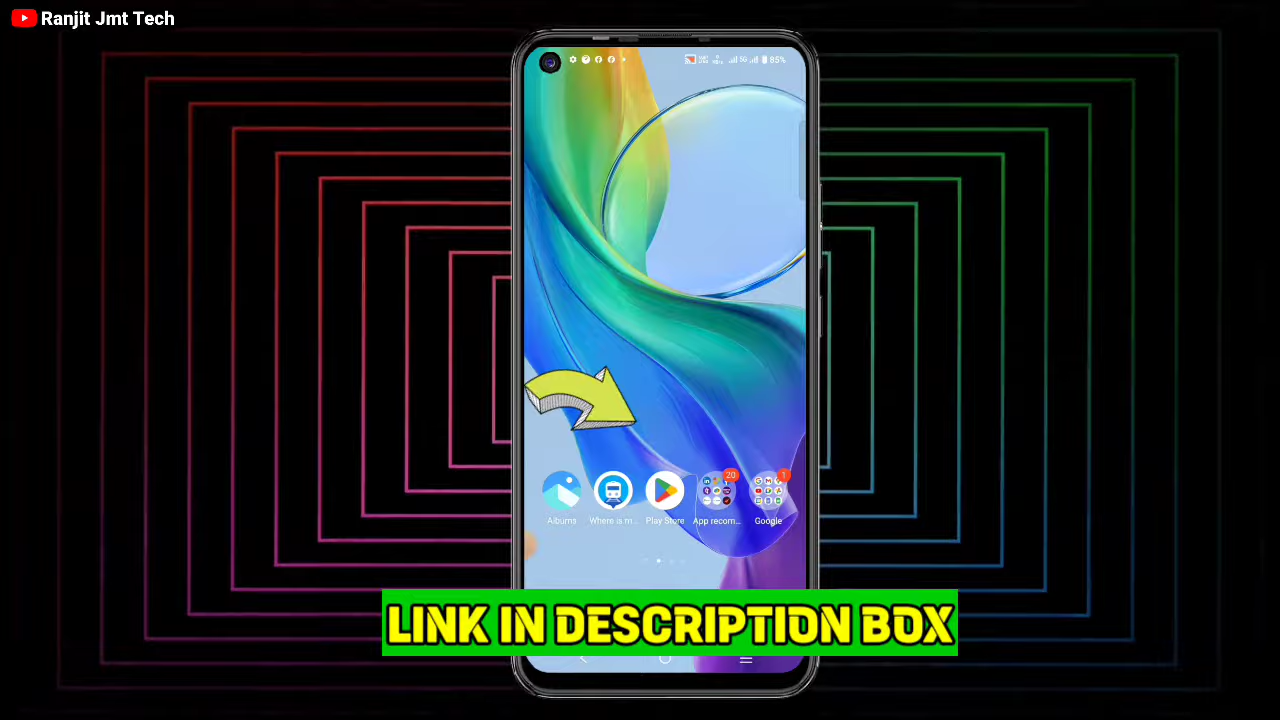 Ranjit Jmt Tech
85%
Albums
Where is m...
Play Store
App recom...
Google
20
1
LINK IN DESCRIPTION BOX